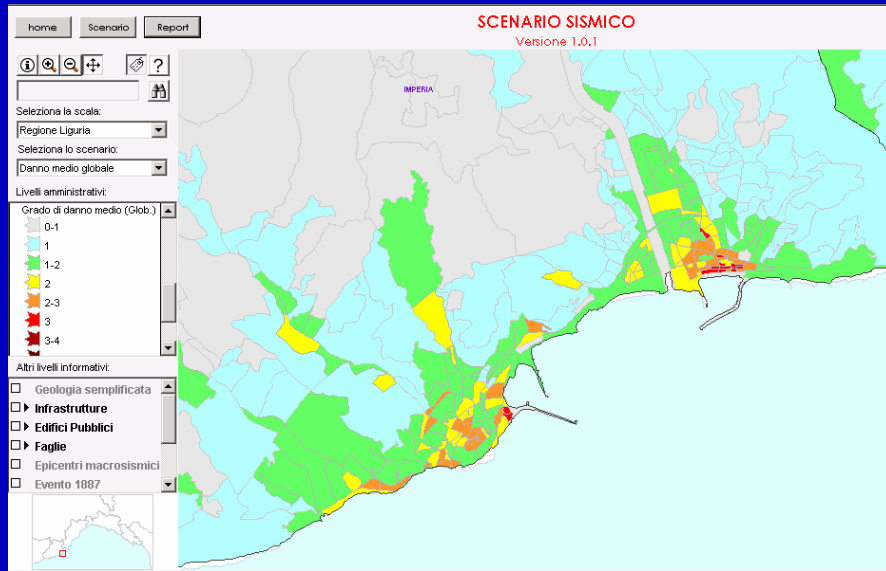 home Scenario Report
SCENARIO SISMICO
Versione 1.0.1
?
Seleziona la scala:
Regione Liguria
Seleziona lo scenario:
Danno medio globale
Livelli amministrativi:
Grado di danno medio (Glob.)
0-1
1
1-2
2
2-3
3
3-4
Altri livelli informativi:
Geologia semplificata
Infrastrutture
Edifici Pubblici
Faglie
Epicentri macrosismici
Evento 1887
IMPERIA